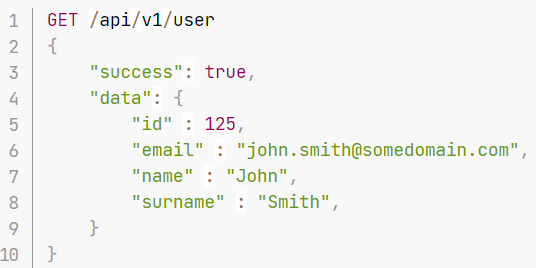 1 GET /api/v1/user
2 {
3     "success": true,
4     "data": {
5         "id" : 125,
6         "email" : "john.smith@somedomain.com",
7         "name" : "John",
8         "surname" : "Smith",
9     }
10 }